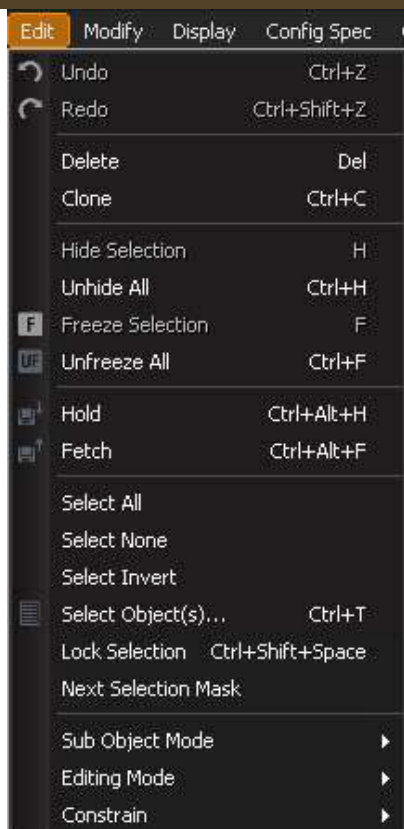 Edit Modify Display Config Spec
Undo Ctrl+Z
Redo Ctrl+Shift+Z
Delete Del
Clone Ctrl+C
Hide Selection H
Unhide All Ctrl+H
F Freeze Selection F
UF Unfreeze All Ctrl+F
Hold Ctrl+Alt+H
Fetch Ctrl+Alt+F
Select All
Select None
Select Invert
Select Object(s)... Ctrl+T
Lock Selection Ctrl+Shift+Space
Next Selection Mask
Sub Object Mode
Editing Mode
Constrain